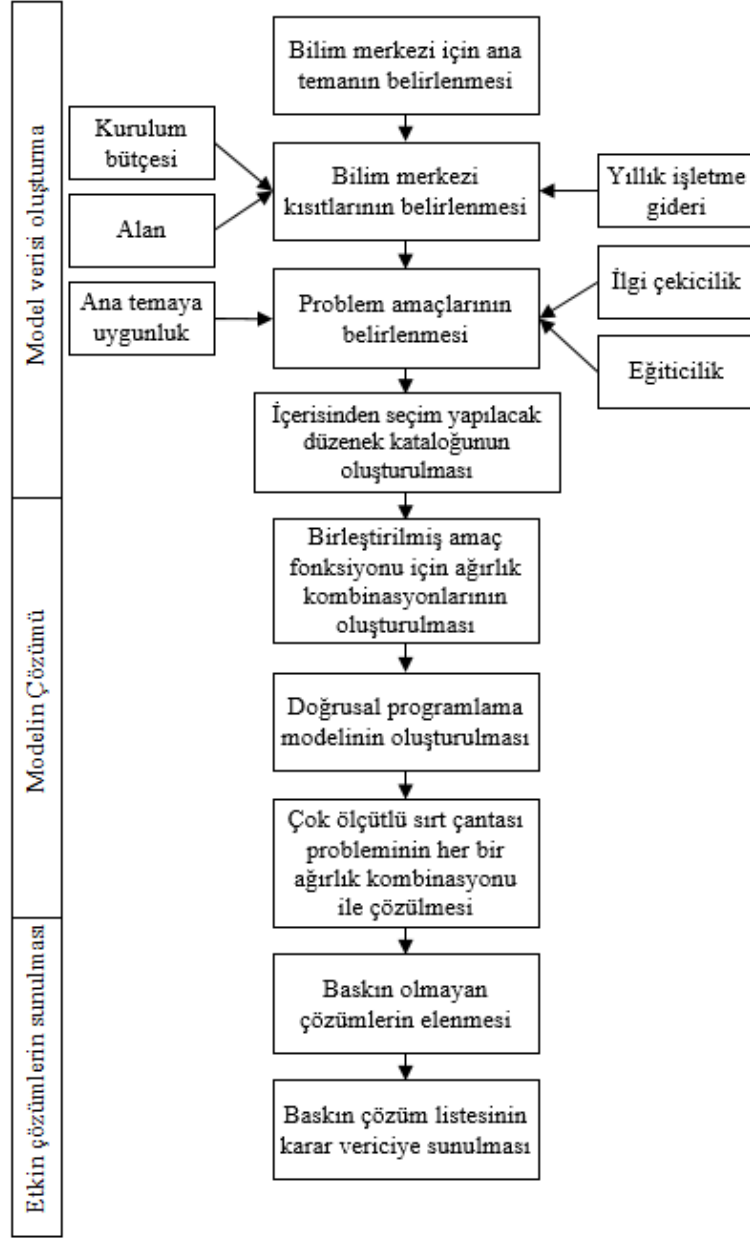 Bilim merkezi için ana
temanın belirlenmesi
Kurulum
bütçesi
Bilim merkezi
kısıtlarının belirlenmesi
Yıllık işletme
gideri
Alan
Ana temaya
uygunluk
Problem amaçlarının
belirlenmesi
İlgi çekicilik
Eğiticilik
İçerisinden seçim yapılacak
düzenek kataloğunun
oluşturulması
Model verisi oluşturma
Birleştirilmiş amaç
fonksiyonu için ağırlık
kombinasyonlarının
oluşturulması
Doğrusal programlama
modelinin oluşturulması
Çok ölçütlü sırt çantası
probleminin her bir
ağırlık kombinasyonu
ile çözülmesi
Modelin Çözümü
Baskın olmayan
çözümlerin elenmesi
Baskın çözüm listesinin
karar vericiye sunulması
Etkin çözümlerin sunulması